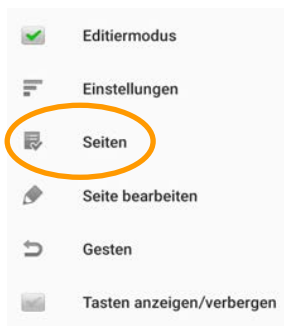 Editiermodus
Einstellungen
Seiten
Seite bearbeiten
Gesten
Tasten anzeigen/verbergen